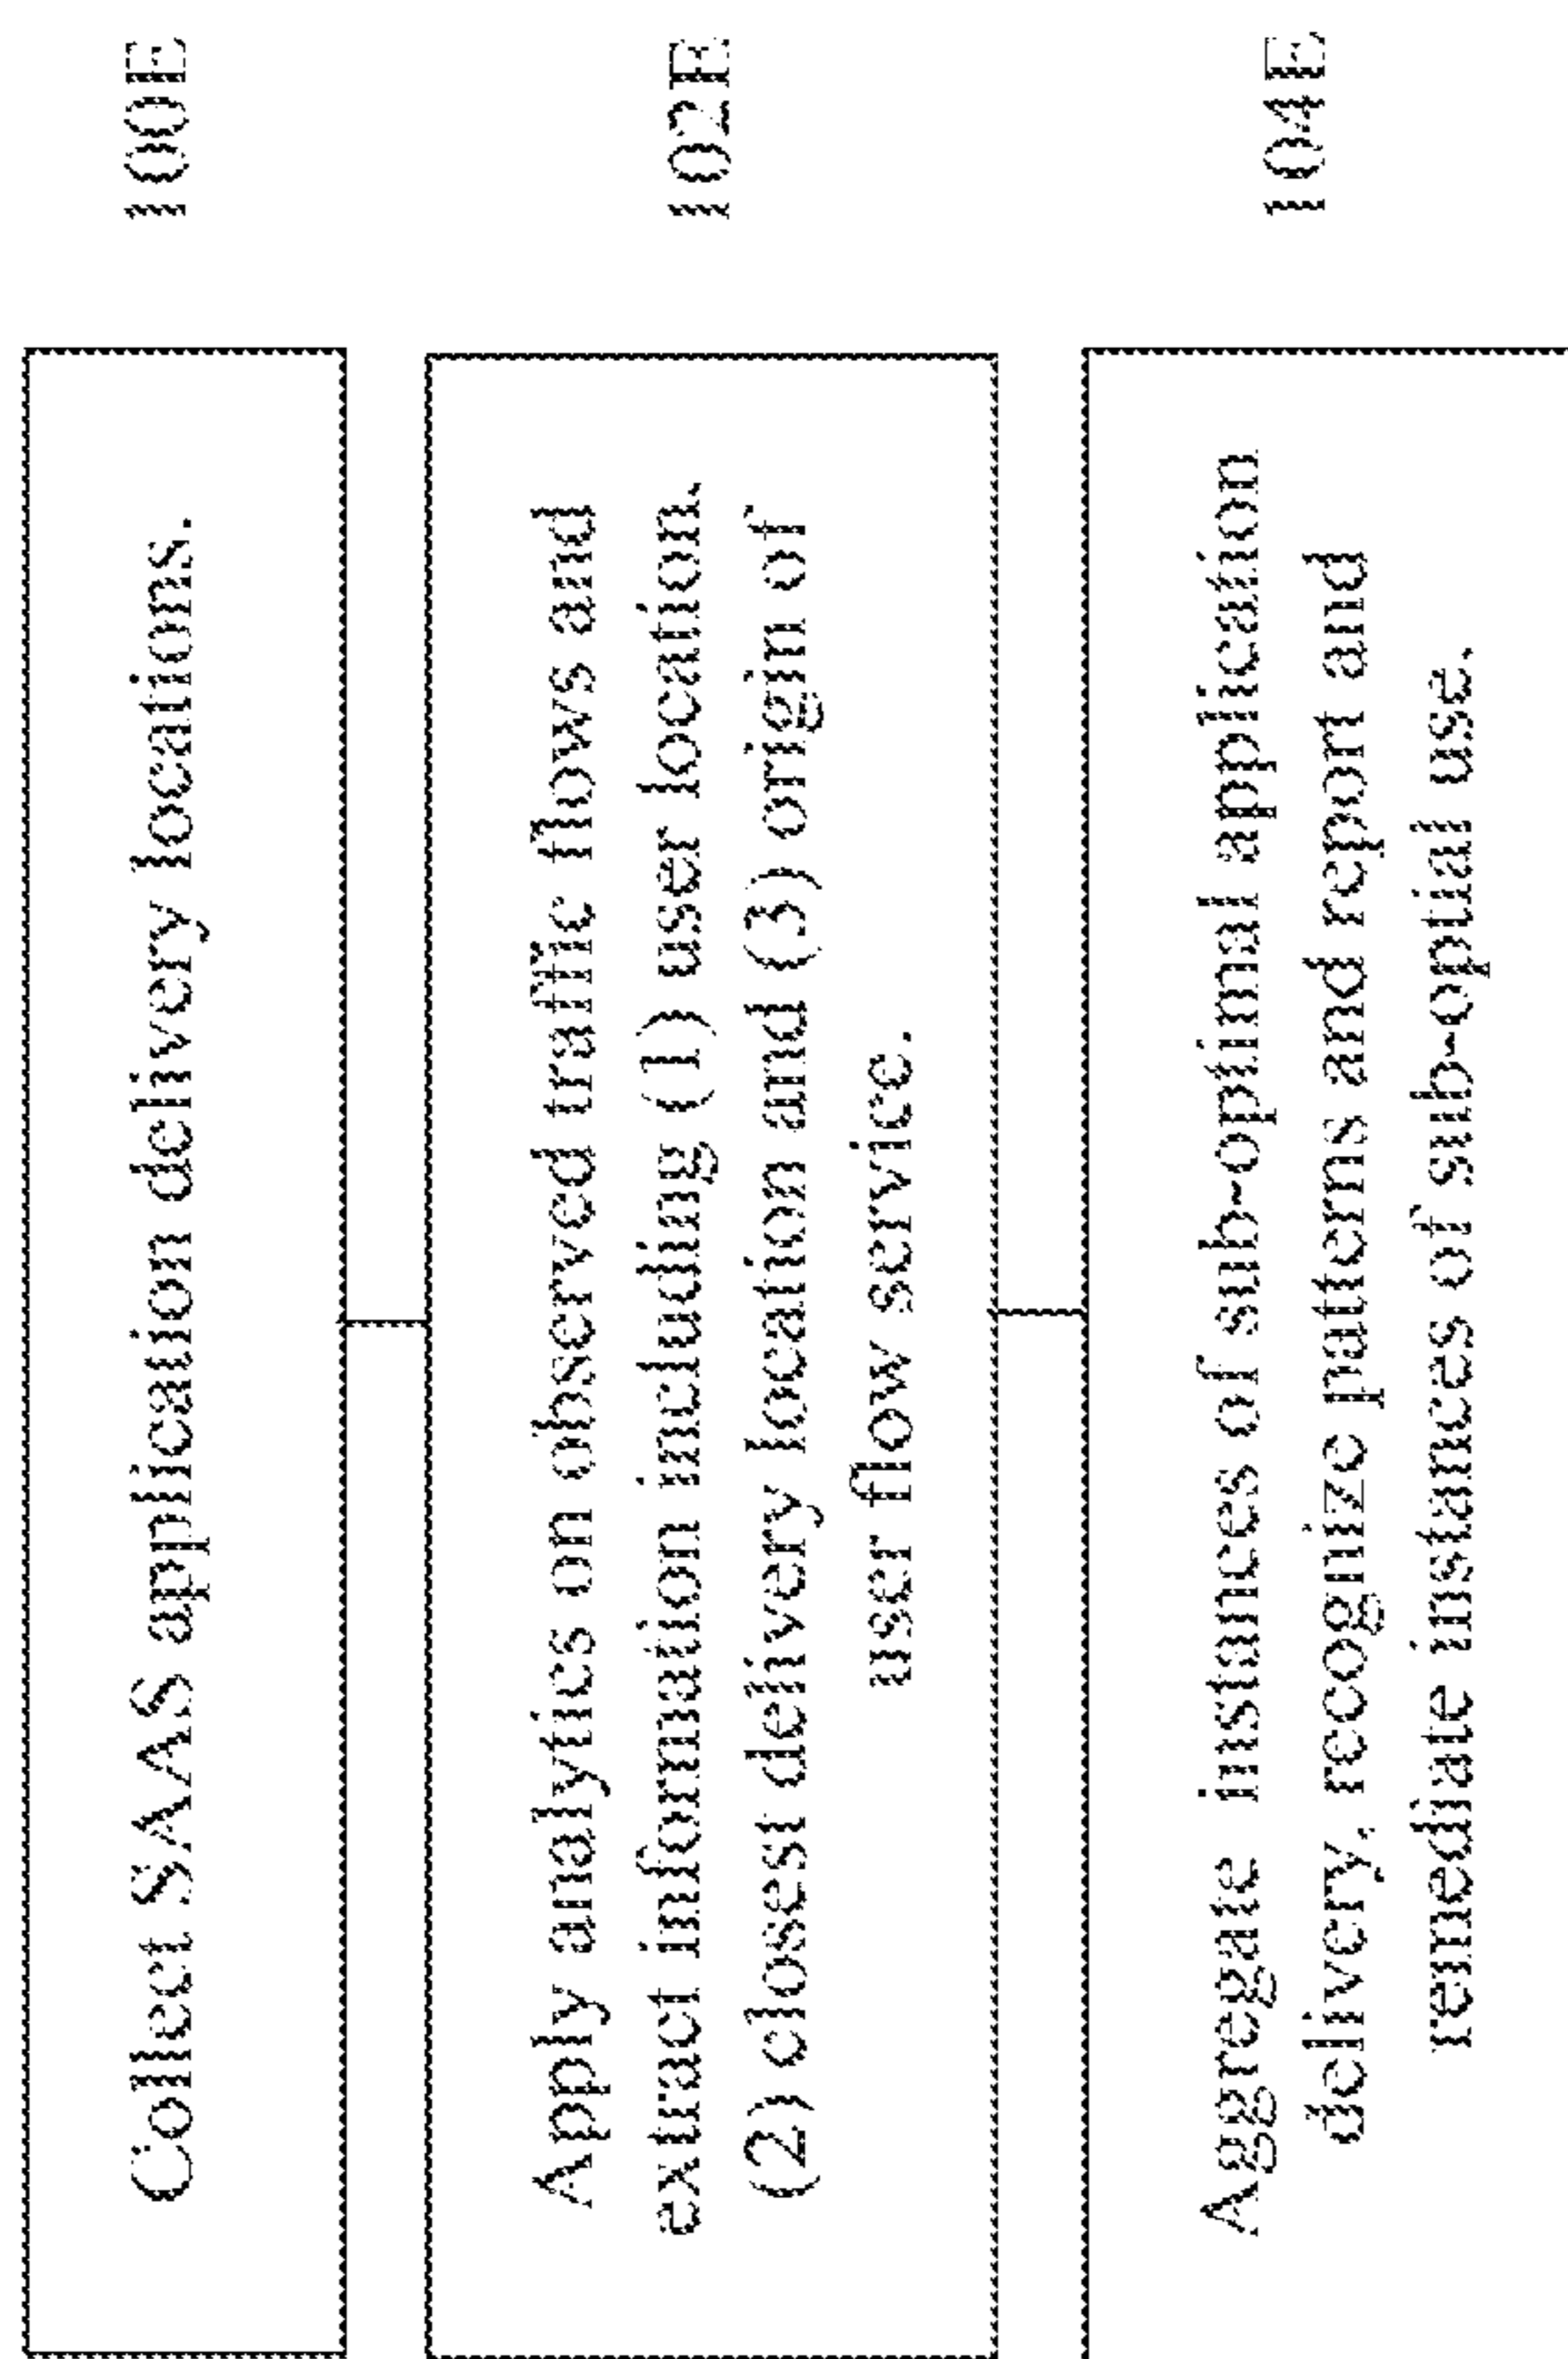 Collect SAAS application delivery locations.
100E
Apply analytics on observed traffic flows and
extract information including (1) user location,
(2) closest delivery location and (3) origin of
user flow service.
102E
Aggregate instances of sub-optimal application
delivery, recognize patterns and report and
remediate instances of sub-optial use.
104E